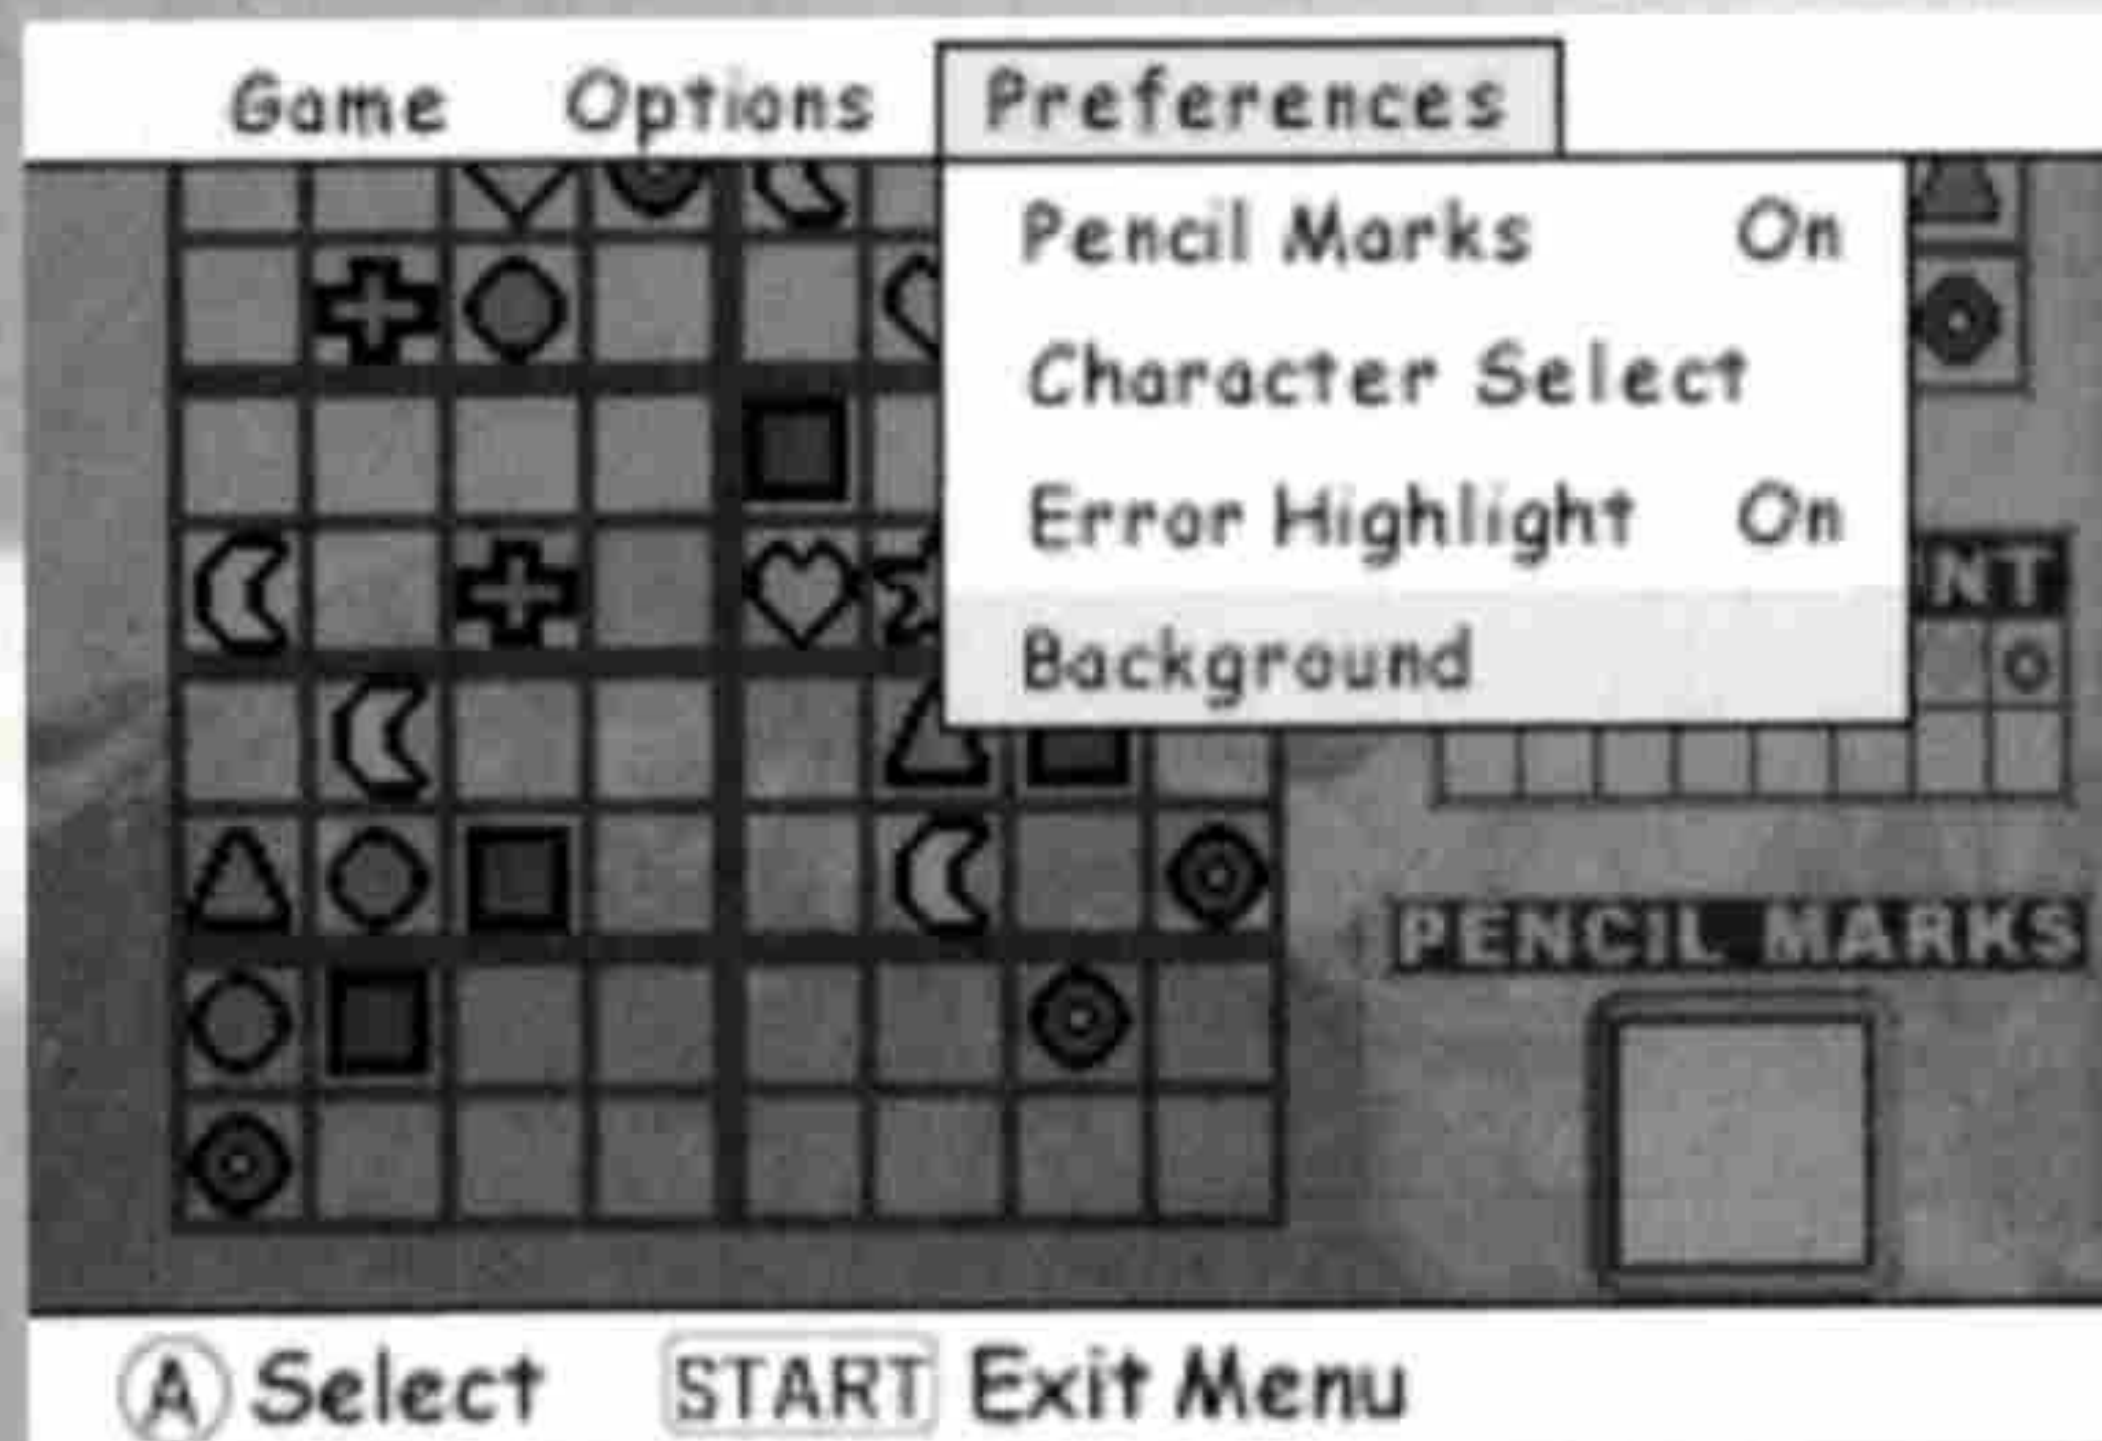 Game Options Preferences
Pencil Marks On
Character Select
Error Highlight On
NT
Background
PENCIL MARKS
A Select START Exit Menu